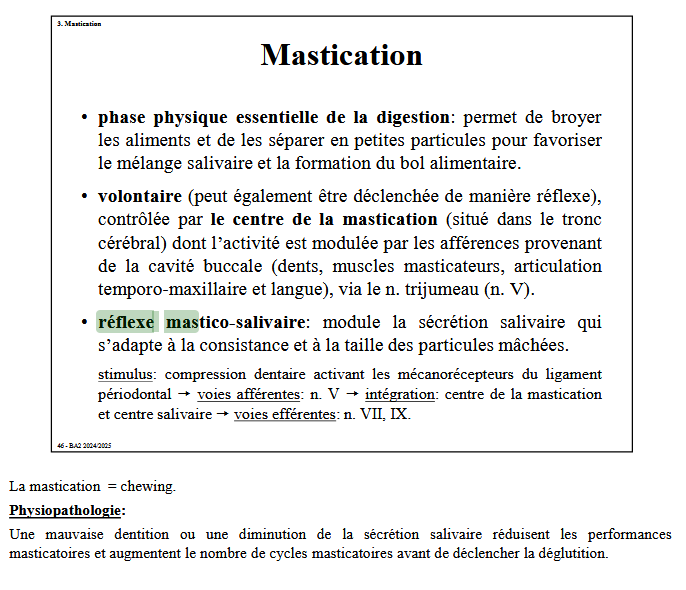 3. Mastication
Mastication
• phase physique essentielle de la digestion: permet de broyer
les aliments et de les séparer en petites particules pour favoriser
le mélange salivaire et la formation du bol alimentaire.
• volontaire (peut également être déclenchée de manière réflexe),
contrôlée par le centre de la mastication (situé dans le tronc
cérébral) dont l’activité est modulée par les afférences provenant
de la cavité buccale (dents, muscles masticateurs, articulation
temporo-maxillaire et langue), via le n. trijumeau (n. V).
• réflexe mastico-salivaire: module la sécrétion salivaire qui
s’adapte à la consistance et à la taille des particules mâchées.
stimulus: compression dentaire activant les mécanorécepteurs du ligament
périodontal → voies afférentes: n. V → intégration: centre de la mastication
et centre salivaire → voies efférentes: n. VII, IX.
46 - BA2 2024/2025
La mastication = chewing.
Physiopathologie:
Une mauvaise dentition ou une diminution de la sécrétion salivaire réduisent les performances
masticatoires et augmentent le nombre de cycles masticatoires avant de déclencher la déglutition.